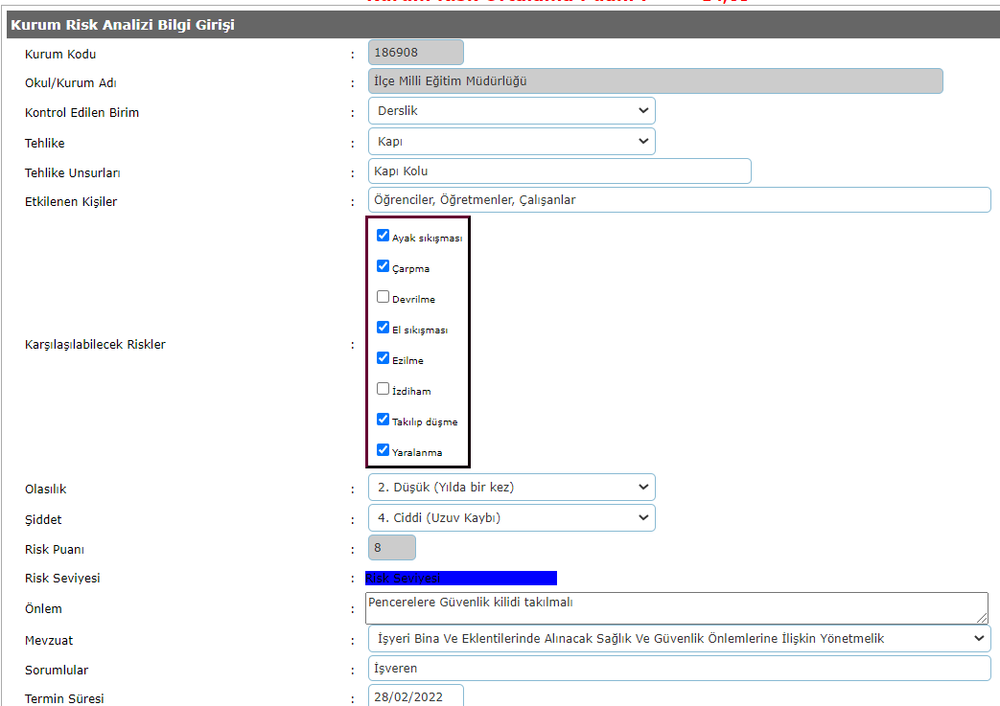 Kurum Risk Analizi Bilgi Girişi
Kurum Kodu : 186908
Okul/Kurum Adı : İlçe Milli Eğitim Müdürlüğü
Kontrol Edilen Birim : Derslik
Tehlike : Kapı
Tehlike Unsurları : Kapı Kolu
Etkilenen Kişiler : Öğrenciler, Öğretmenler, Çalışanlar
Ayak sıkışması
Çarpma
Devrilme
El sıkışması
Karşılaşılabilecek Riskler :
Ezilme
İzdiham
Takılıp düşme
Yaralanma
Olasılık : 2. Düşük (Yılda bir kez)
Şiddet : 4. Ciddi (Uzuv Kaybı)
Risk Puanı : 8
Risk Seviyesi : Risk Seviyesi
Önlem : Pencerelere Güvenlik kilidi takılmalı
Mevzuat : İşyeri Bina Ve Eklentilerinde Alınacak Sağlık Ve Güvenlik Önlemlerine İlişkin Yönetmelik
Sorumlular : İşveren
Termin Süresi : 28/02/2022